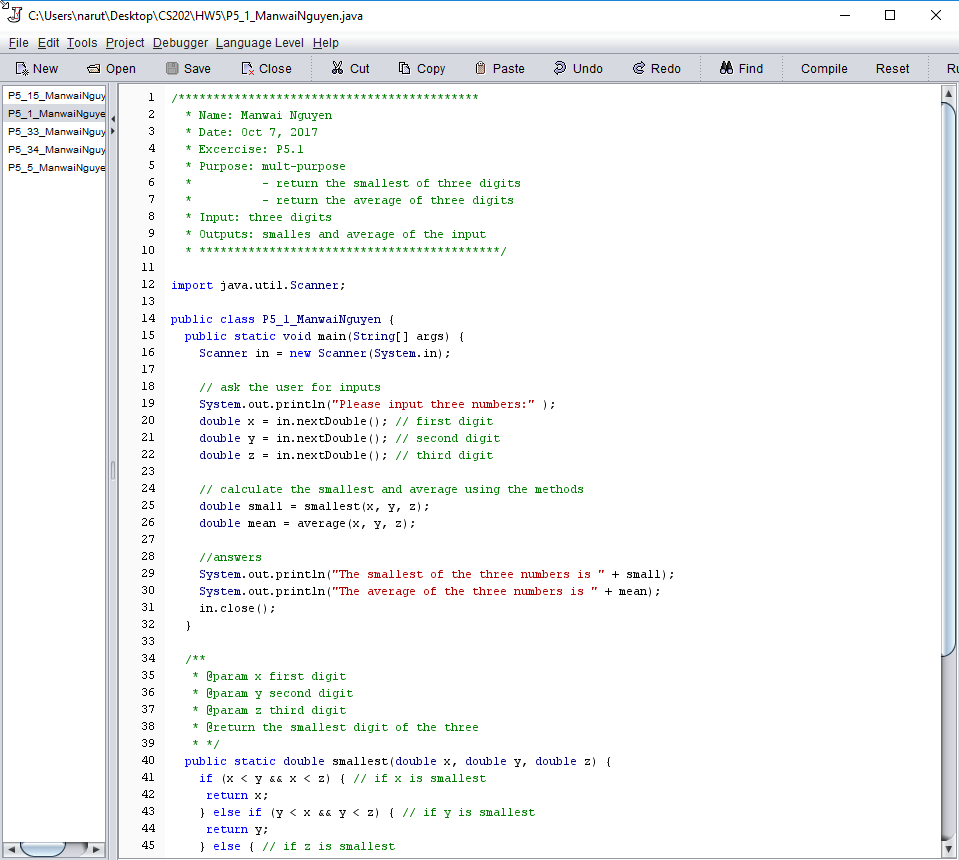 C:\Users\narut\Desktop\CS202\HW5\P5_1_ManwaiNguyen.java
File Edit Tools Project Debugger Language Level Help
New Open Save Close Cut Copy Paste Undo Redo Find Compile Reset Ru
P5_15_ManwaiNguy
P5_1_ManwaiNguye
P5_33_ManwaiNguy
P5_34_ManwaiNguy
P5_5_ManwaiNguye
1 /*******************************************
2 * Name: Manwai Nguyen
3 * Date: Oct 7, 2017
4 * Excercise: P5.1
5 * Purpose: mult-purpose
6 *          - return the smallest of three digits
7 *          - return the average of three digits
8 * Input: three digits
9 * Outputs: smalles and average of the input
10 * *******************************************/
11
12 import java.util.Scanner;
13
14 public class P5_1_ManwaiNguyen {
15   public static void main(String[] args) {
16     Scanner in = new Scanner(System.in);
17
18     // ask the user for inputs
19     System.out.println("Please input three numbers:" );
20     double x = in.nextDouble(); // first digit
21     double y = in.nextDouble(); // second digit
22     double z = in.nextDouble(); // third digit
23
24     // calculate the smallest and average using the methods
25     double small = smallest(x, y, z);
26     double mean = average(x, y, z);
27
28     //answers
29     System.out.println("The smallest of the three numbers is " + small);
30     System.out.println("The average of the three numbers is " + mean);
31     in.close();
32   }
33
34   /**
35    * @param x first digit
36    * @param y second digit
37    * @param z third digit
38    * @return the smallest digit of the three
39    * */
40   public static double smallest(double x, double y, double z) {
41     if (x < y && x < z) { // if x is smallest
42      return x;
43     } else if (y < x && y < z) { // if y is smallest
44      return y;
45     } else { // if z is smallest